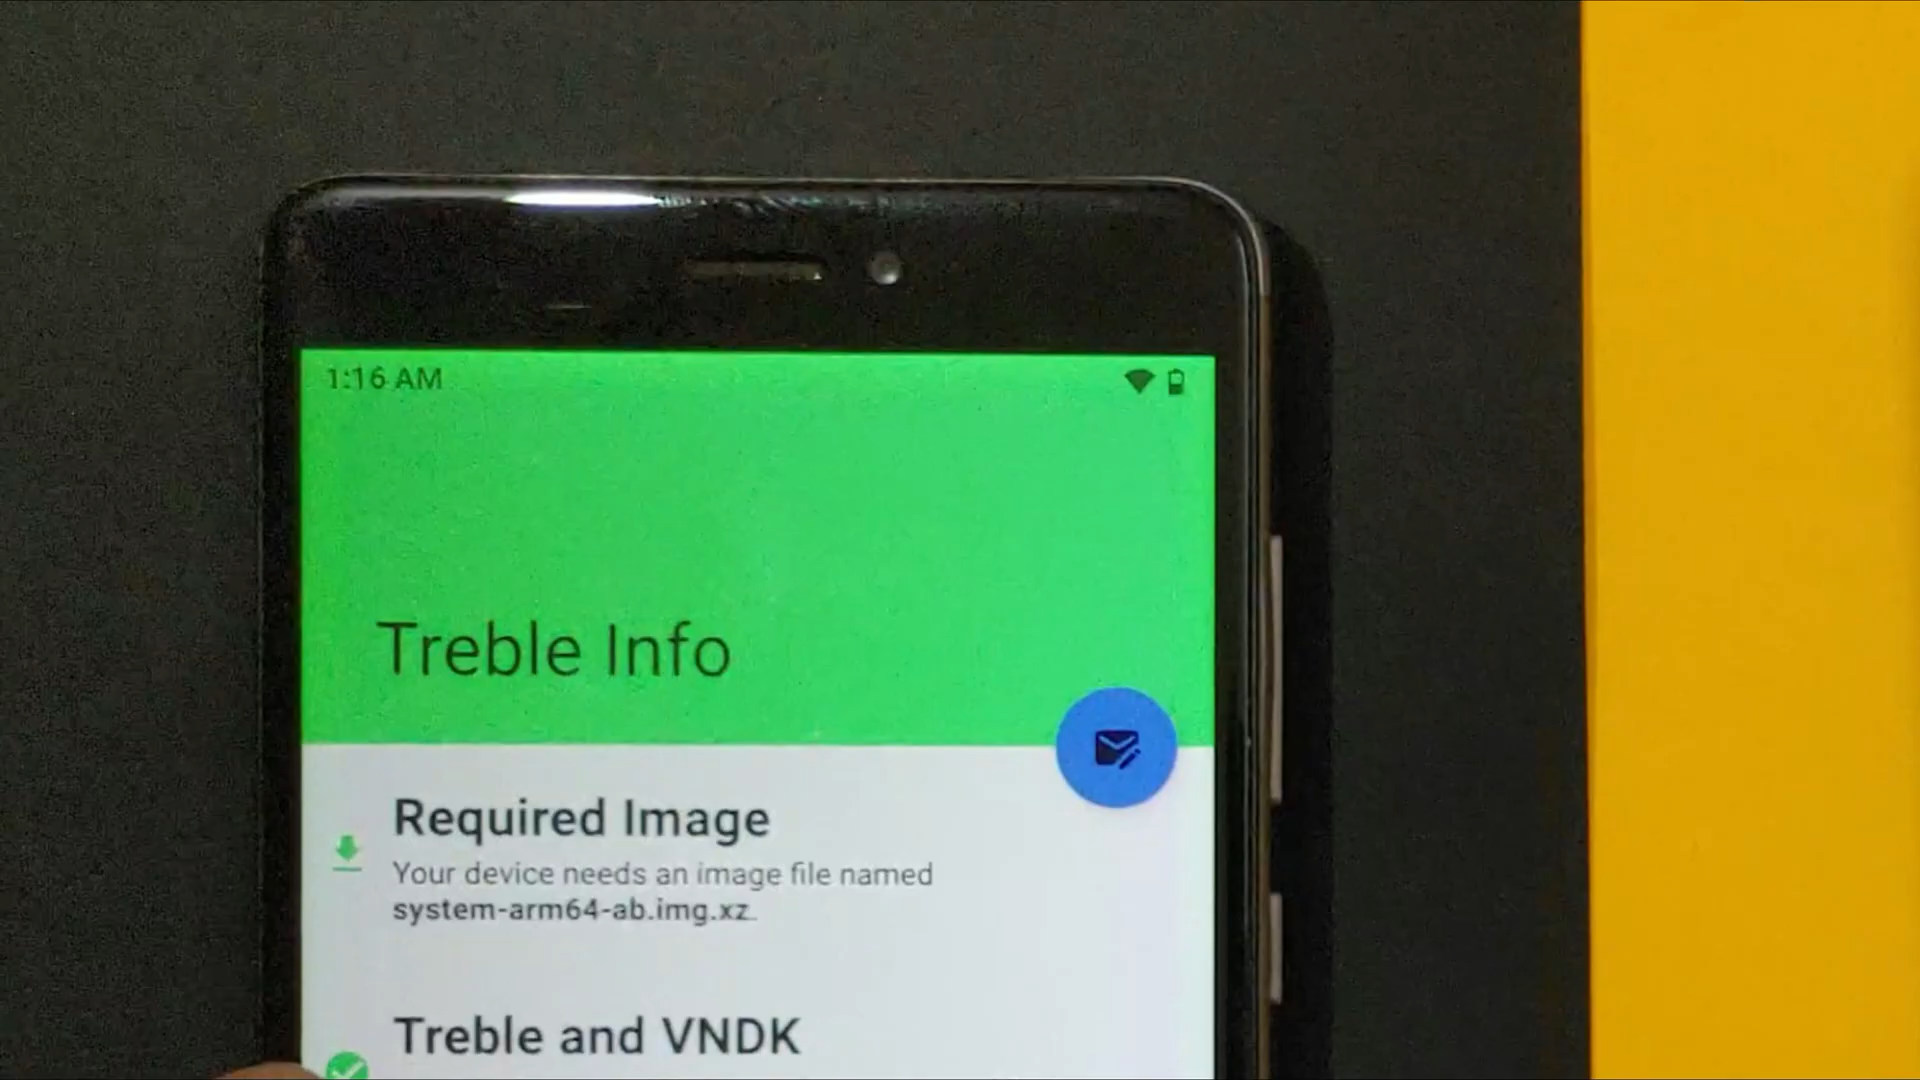 1:16 AM
Treble Info
Required Image
Your device needs an image file named
system-arm64-ab.img.xz.
Treble and VNDK